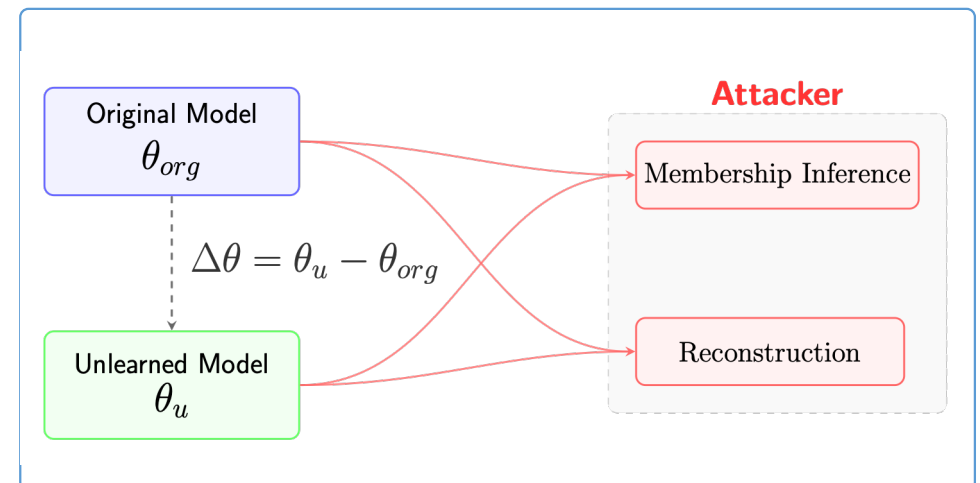 Original Model
θ_org
Δθ = θ_u − θ_org
Unlearned Model
θ_u
Attacker
Membership Inference
Reconstruction